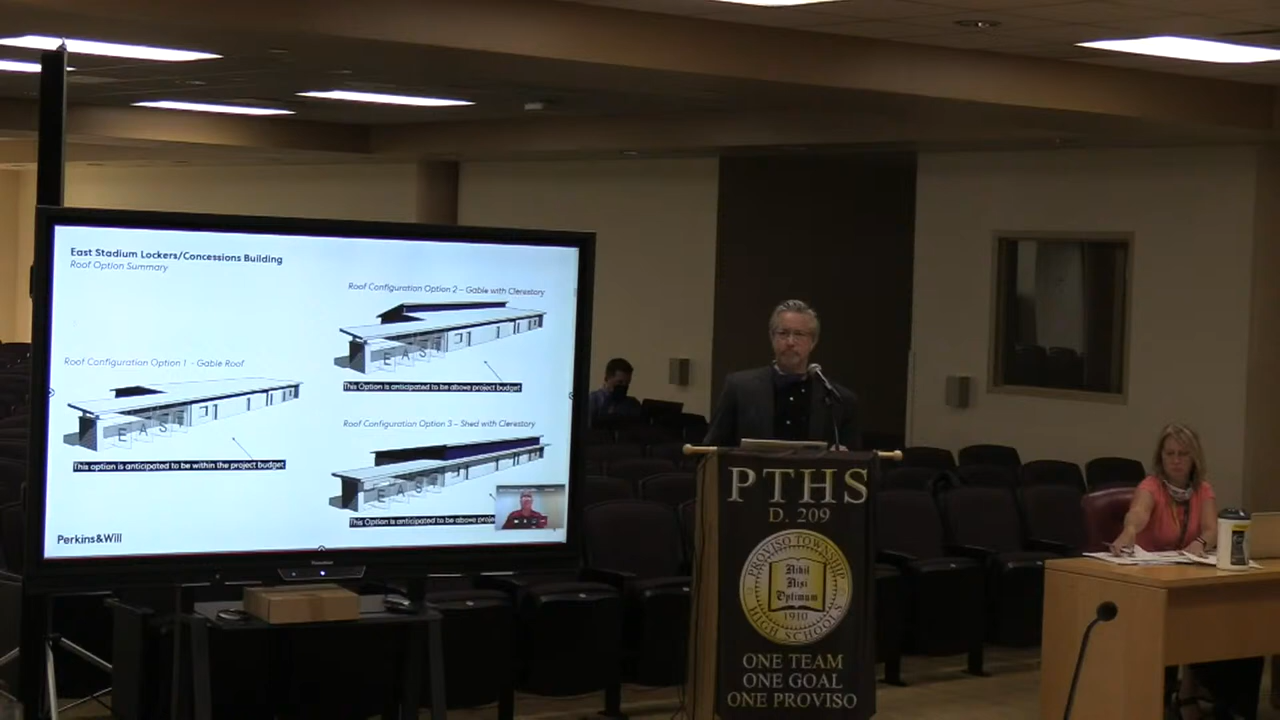 East Stadium Lockers/Concessions Building
Roof Option Summary
Roof Configuration Option 2 – Gable with Clerestory
EAST
This Option is anticipated to be above project budget
Roof Configuration Option 1 - Gable Roof
EAST
This option is anticipated to be within the project budget
Roof Configuration Option 3 – Shed with Clerestory
EAST
This Option is anticipated to be above
Perkins&Will
PTHS
D. 209
PROVISO TOWNSHIP
HIGH SCHOOLS
Nihil
Nisi
Optimum
1910
ONE TEAM
ONE GOAL
ONE PROVISO